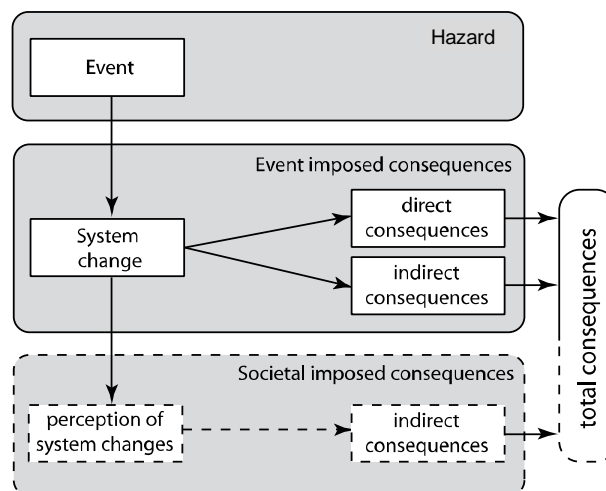 Hazard
Event
Event imposed consequences
System
change
direct
consequences
indirect
consequences
total consequences
Societal imposed consequences
perception of
system changes
indirect
consequences